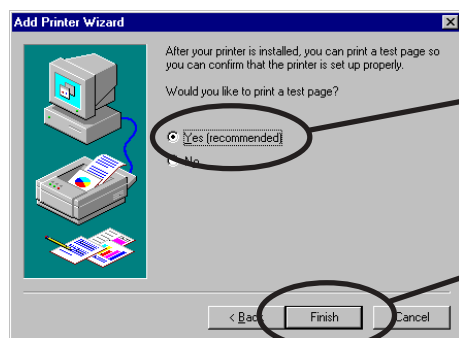 Add Printer Wizard
After your printer is installed, you can print a test page so
you can confirm that the printer is set up properly.
Would you like to print a test page?
Yes (recommended)
No
< Back
Finish
Cancel